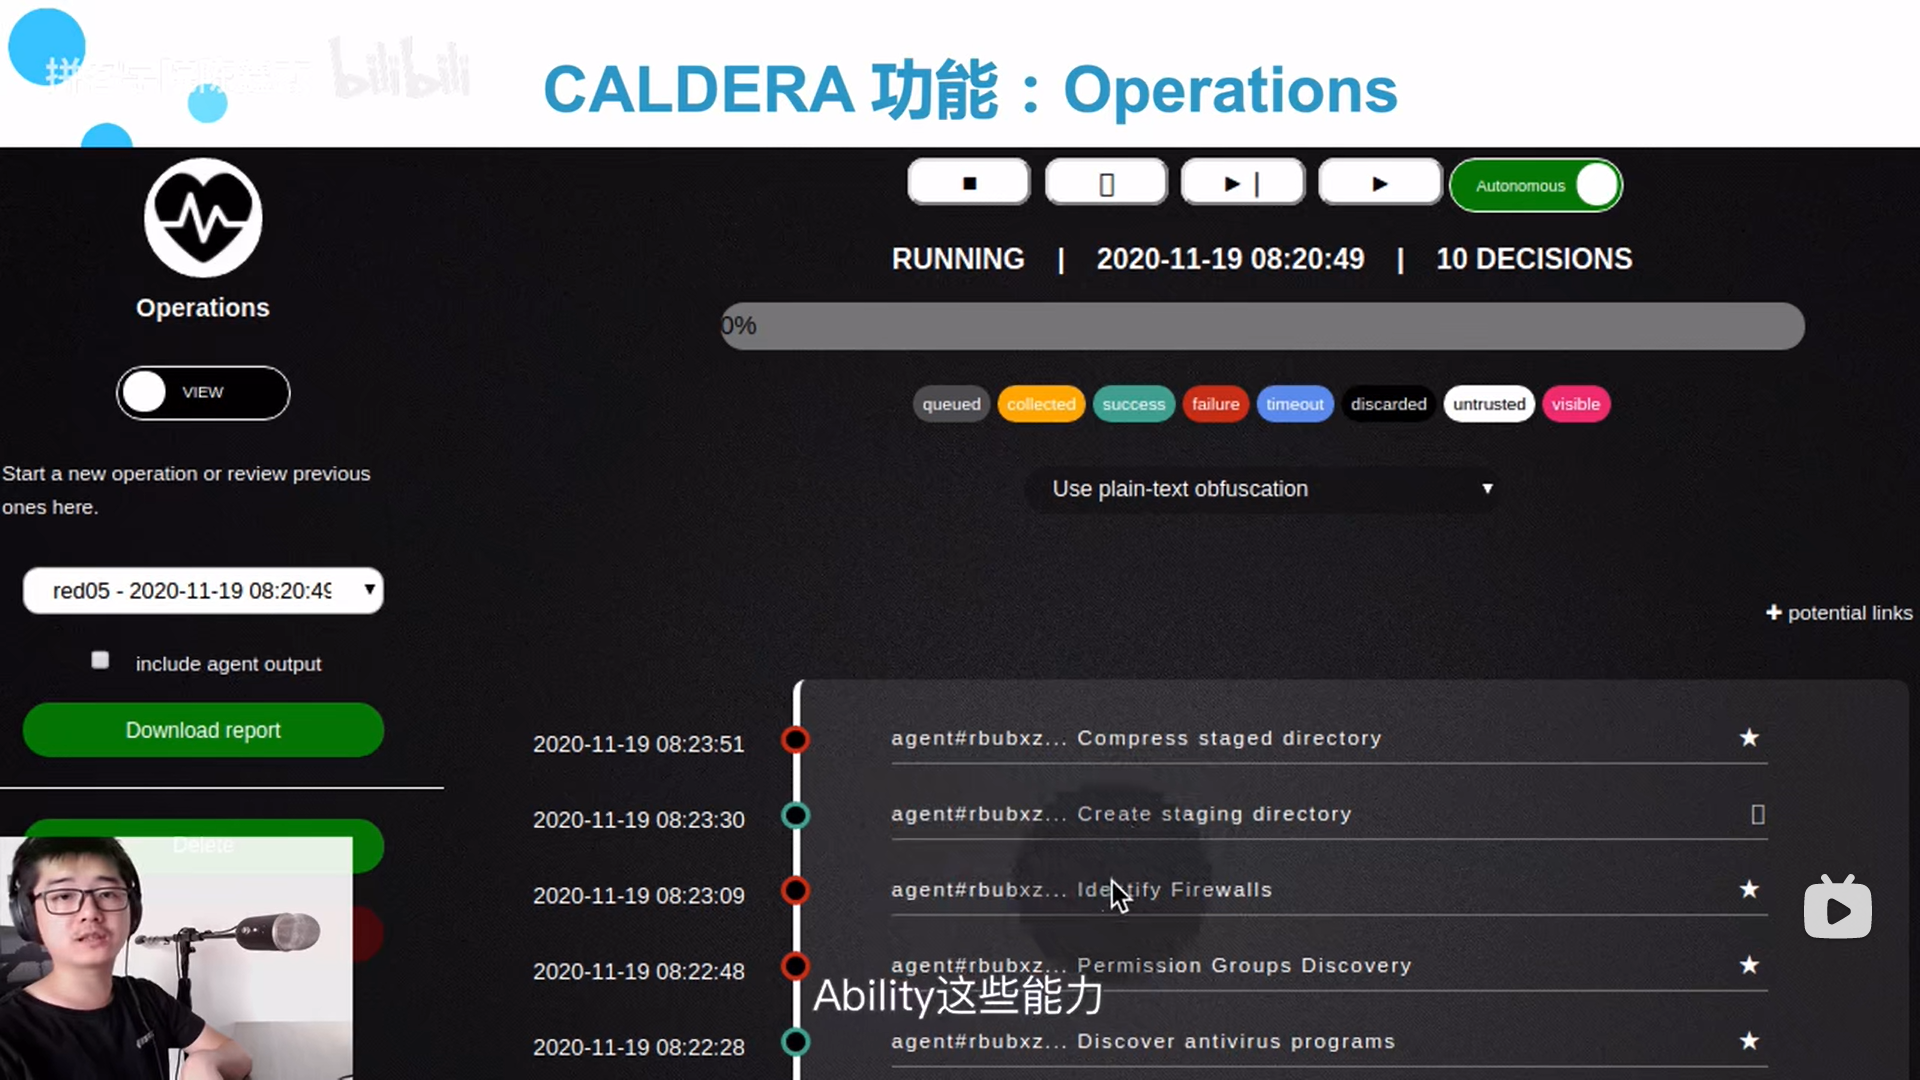 bilibili
CALDERA 功能：Operations
Operations
VIEW
Start a new operation or review previous
ones here.
red05 - 2020-11-19 08:20:49
include agent output
Download report
Delete
Autonomous
RUNNING | 2020-11-19 08:20:49 | 10 DECISIONS
0%
queued collected success failure timeout discarded untrusted visible
Use plain-text obfuscation
+ potential links
2020-11-19 08:23:51 agent#rbubxz... Compress staged directory
2020-11-19 08:23:30 agent#rbubxz... Create staging directory
2020-11-19 08:23:09 agent#rbubxz... Identify Firewalls
2020-11-19 08:22:48 agent#rbubxz... Permission Groups Discovery
Ability这些能力
2020-11-19 08:22:28 agent#rbubxz... Discover antivirus programs